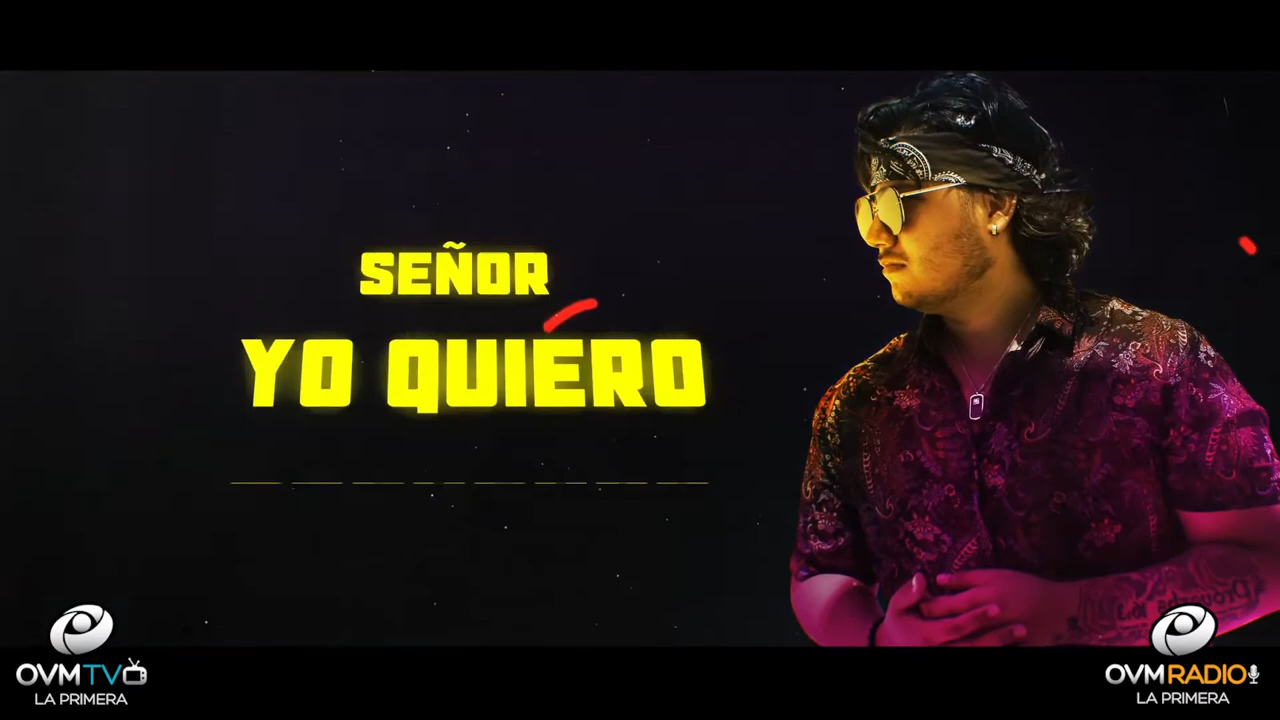 SEÑOR
YO QUIERO
OVMTV
LA PRIMERA
OVMRADIO
LA PRIMERA